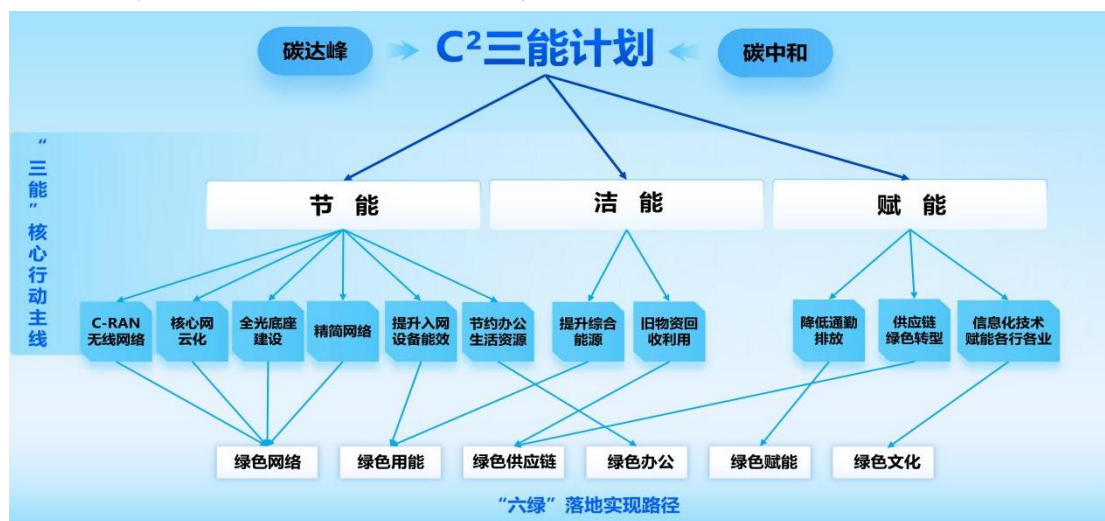 碳达峰
C²三能计划
碳中和
“三能”核心行动主线
节 能
洁 能
赋 能
C-RAN
无线网络
核心网
云化
全光底座
建设
精简网络
提升入网
设备能效
节约办公
生活资源
提升综合
能源
旧物资回
收利用
降低通勤
排放
供应链
绿色转型
信息化技术
赋能各行各业
绿色网络
绿色用能
绿色供应链
绿色办公
绿色赋能
绿色文化
“六绿”落地实现路径